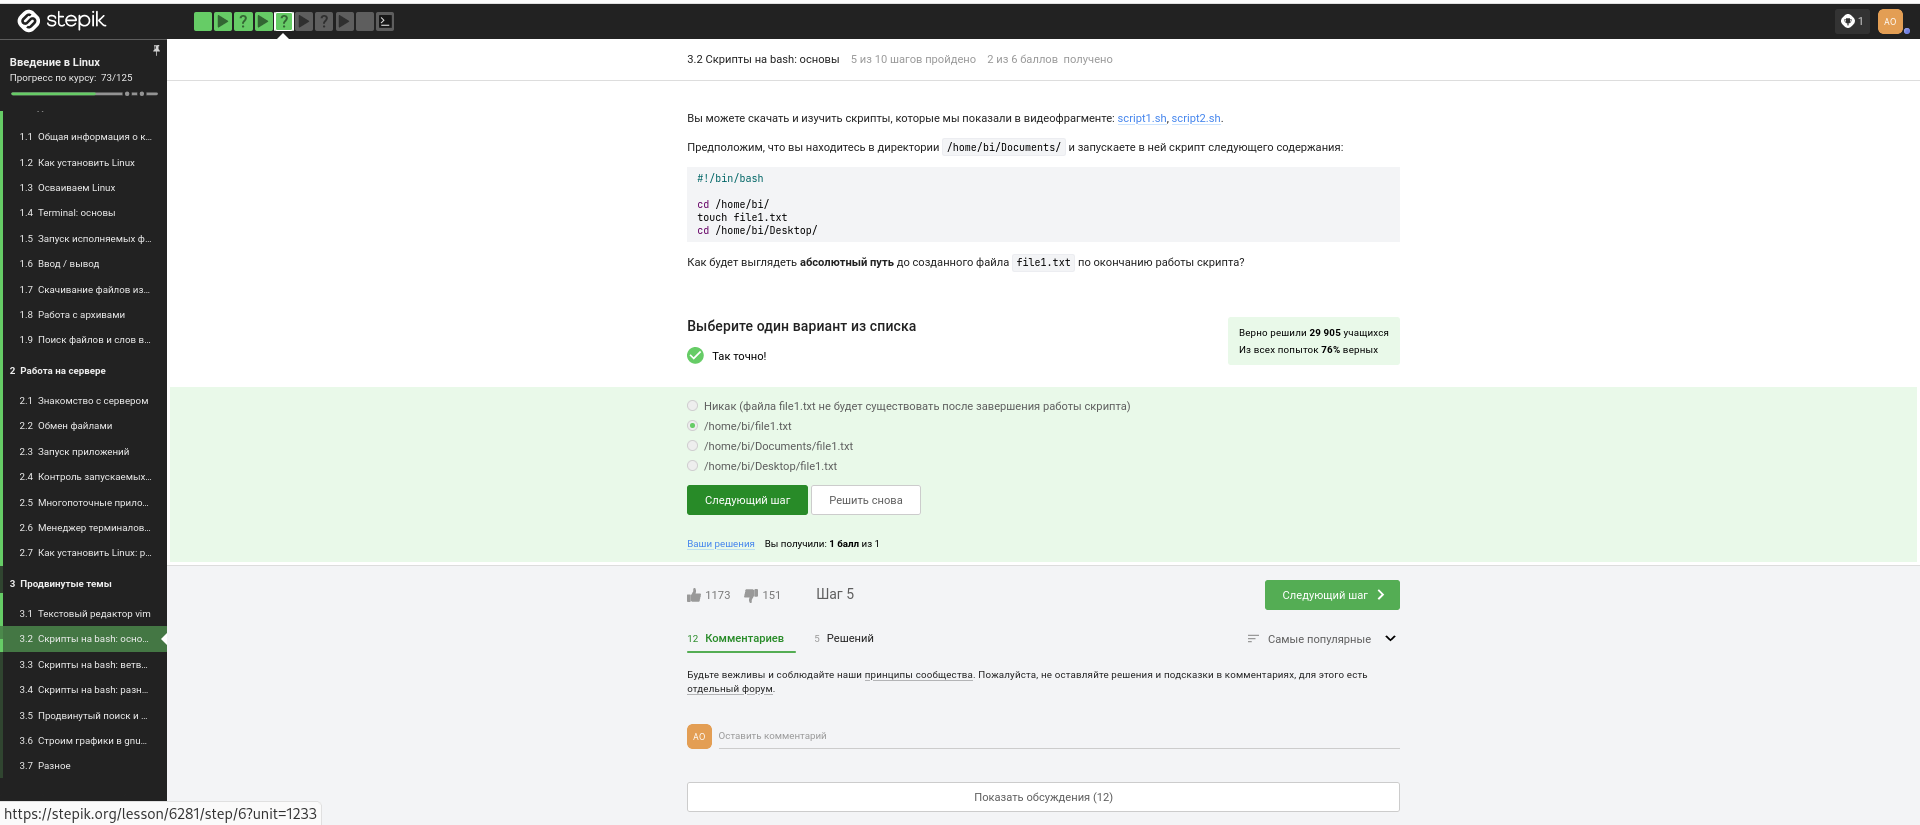 stepik
1
AO
Введение в Linux
Прогресс по курсу: 73/125
1.1 Общая информация о к...
1.2 Как установить Linux
1.3 Осваиваем Linux
1.4 Terminal: основы
1.5 Запуск исполняемых ф...
1.6 Ввод / вывод
1.7 Скачивание файлов из...
1.8 Работа с архивами
1.9 Поиск файлов и слов в...
2 Работа на сервере
2.1 Знакомство с сервером
2.2 Обмен файлами
2.3 Запуск приложений
2.4 Контроль запускаемых...
2.5 Многопоточные прило...
2.6 Менеджер терминалов...
2.7 Как установить Linux: р...
3 Продвинутые темы
3.1 Текстовый редактор vim
3.2 Скрипты на bash: осно...
3.3 Скрипты на bash: ветв...
3.4 Скрипты на bash: разн...
3.5 Продвинутый поиск и ...
3.6 Строим графики в gnu...
3.7 Разное
https://stepik.org/lesson/6281/step/6?unit=1233
3.2 Скрипты на bash: основы 5 из 10 шагов пройдено 2 из 6 баллов получено
Вы можете скачать и изучить скрипты, которые мы показали в видеофрагменте: script1.sh, script2.sh.
Предположим, что вы находитесь в директории /home/bi/Documents/ и запускаете в ней скрипт следующего содержания:
#!/bin/bash
cd /home/bi/
touch file1.txt
cd /home/bi/Desktop/
Как будет выглядеть абсолютный путь до созданного файла file1.txt по окончанию работы скрипта?
Выберите один вариант из списка
Так точно!
Верно решили 29 905 учащихся
Из всех попыток 76% верных
Никак (файла file1.txt не будет существовать после завершения работы скрипта)
/home/bi/file1.txt
/home/bi/Documents/file1.txt
/home/bi/Desktop/file1.txt
Следующий шаг Решить снова
Ваши решения Вы получили: 1 балл из 1
1173 151 Шаг 5 Следующий шаг
12 Комментариев 5 Решений Самые популярные
Будьте вежливы и соблюдайте наши принципы сообщества. Пожалуйста, не оставляйте решения и подсказки в комментариях, для этого есть
отдельный форум.
AO Оставить комментарий
Показать обсуждения (12)